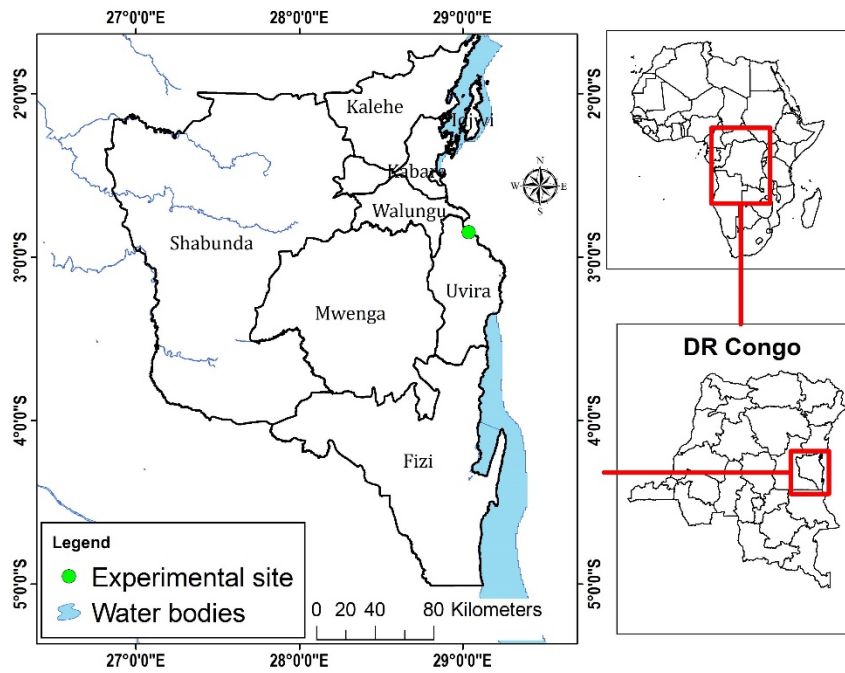 27°0'0"E 28°0'0"E 29°0'0"E
2°0'0"S
3°0'0"S
4°0'0"S
5°0'0"S
Kalehe
Idjwi
Kabare
Walungu
Shabunda
Uvira
Mwenga
Fizi
N
W E
S
Legend
Experimental site
Water bodies
0 20 40 80 Kilometers
2°0'0"S
3°0'0"S
4°0'0"S
5°0'0"S
27°0'0"E 28°0'0"E 29°0'0"E
DR Congo